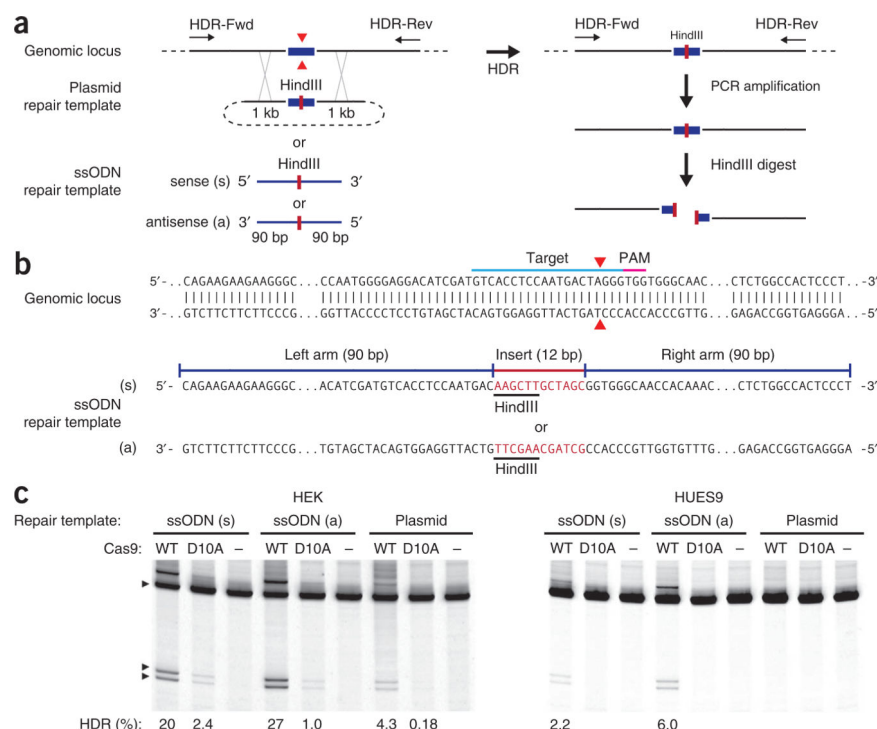 a
HDR-Fwd HDR-Rev HDR-Fwd HindIII HDR-Rev
Genomic locus
HDR
Plasmid repair template
HindIII
1 kb 1 kb
PCR amplification
or
HindIII
ssODN repair template
sense (s) 5′ 3′
HindIII digest
or
antisense (a) 3′ 5′
90 bp 90 bp
b
Target PAM
Genomic locus
5′- ..CAGAAGAAGAAGGGC...CCAATGGGGAGGACATCGATGTCACCTCCAATGACTAGGGTGGTGGGCAAC...CTCTGGCCACTCCCT..-3′
GTCTTCTTCTTCCCG...GGTTACCCCTCCTGTAGCTACAGTGGAGGTTACTGATCCCACCACCCGTTG...GAGACCGGTGAGGGA
3′- .. ..-5′
Left arm (90 bp) Insert (12 bp) Right arm (90 bp)
(s) 5′- CAGAAGAAGAAGGGC...ACATCGATGTCACCTCCAATGACAAGCTTGCTAGCGGTGGGCAACCACAAAC...CTCTGGCCACTCCCT -3′
ssODN repair template
HindIII
or
(a) 3′- GTCTTCTTCTTCCCG...TGTAGCTACAGTGGAGGTTACTGTTCGAACGATCGCCACCCGTTGGTGTTTG...GAGACCGGTGAGGGA -5′
HindIII
c
HEK HUES9
Repair template: ssODN (s) ssODN (a) Plasmid ssODN (s) ssODN (a) Plasmid
Cas9: WT D10A – WT D10A – WT D10A – WT D10A – WT D10A – WT D10A –
HDR (%): 20 2.4 27 1.0 4.3 0.18 2.2 6.0